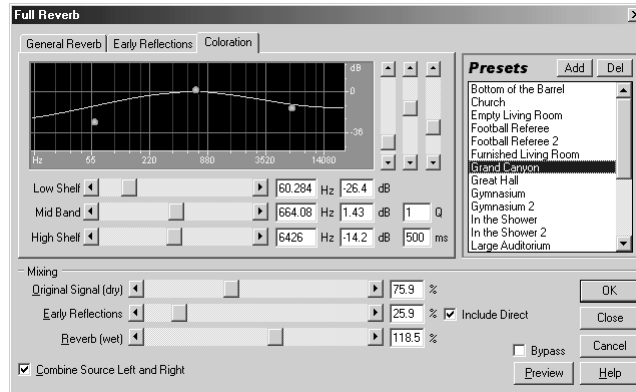 Full Reverb
General Reverb Early Reflections Coloration
dB
0
-36
Hz 55 220 880 3520 14080
Low Shelf 60.284 Hz -26.4 dB
Mid Band 664.08 Hz 1.43 dB 1 Q
High Shelf 6426 Hz -14.2 dB 500 ms
Presets Add Del
Bottom of the Barrel
Church
Empty Living Room
Football Referee
Football Referee 2
Furnished Living Room
Grand Canyon
Great Hall
Gymnasium
Gymnasium 2
In the Shower
In the Shower 2
Large Auditorium
Mixing
Original Signal (dry) 75.9 %
Early Reflections 25.9 % Include Direct
Reverb (wet) 118.5 %
Combine Source Left and Right
OK
Close
Bypass Cancel
Preview Help